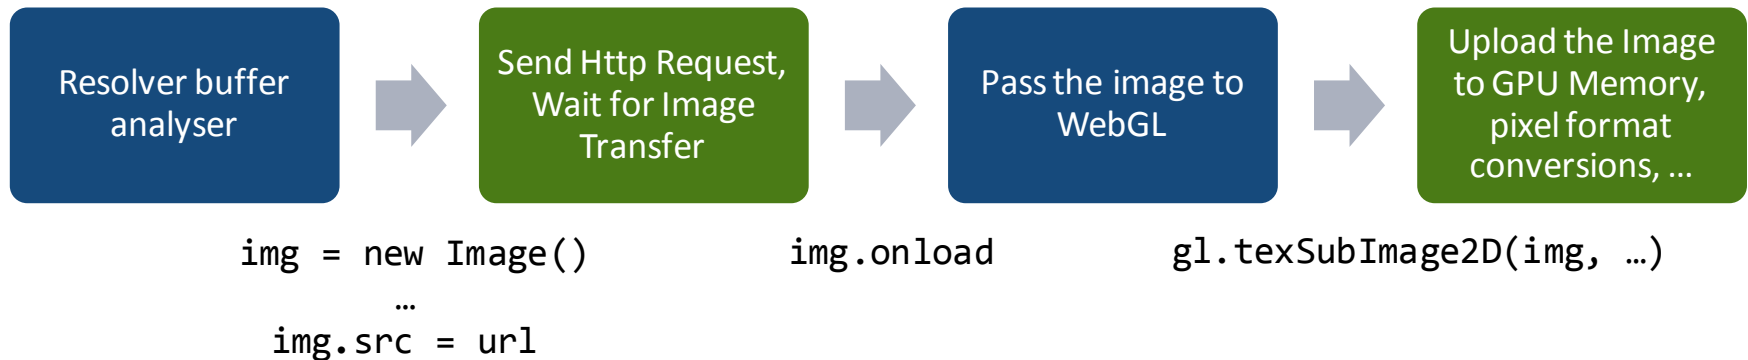 Resolver buffer
analyser
Send Http Request,
Wait for Image
Transfer
Pass the image to
WebGL
Upload the Image
to GPU Memory,
pixel format
conversions, …
img = new Image()
…
img.src = url
img.onload
gl.texSubImage2D(img, …)